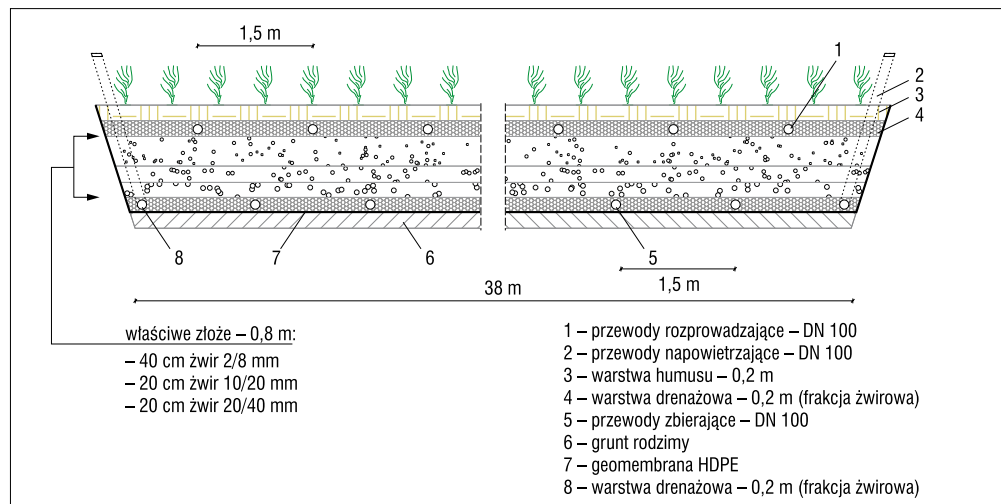 1,5 m
1
2
3
4
8
7
6
5
1,5 m
38 m
właściwe złoże – 0,8 m:
– 40 cm żwir 2/8 mm
– 20 cm żwir 10/20 mm
– 20 cm żwir 20/40 mm
1 – przewody rozprowadzające – DN 100
2 – przewody napowietrzające – DN 100
3 – warstwa humusu – 0,2 m
4 – warstwa drenażowa – 0,2 m (frakcja żwirowa)
5 – przewody zbierające – DN 100
6 – grunt rodzimy
7 – geomembrana HDPE
8 – warstwa drenażowa – 0,2 m (frakcja żwirowa)